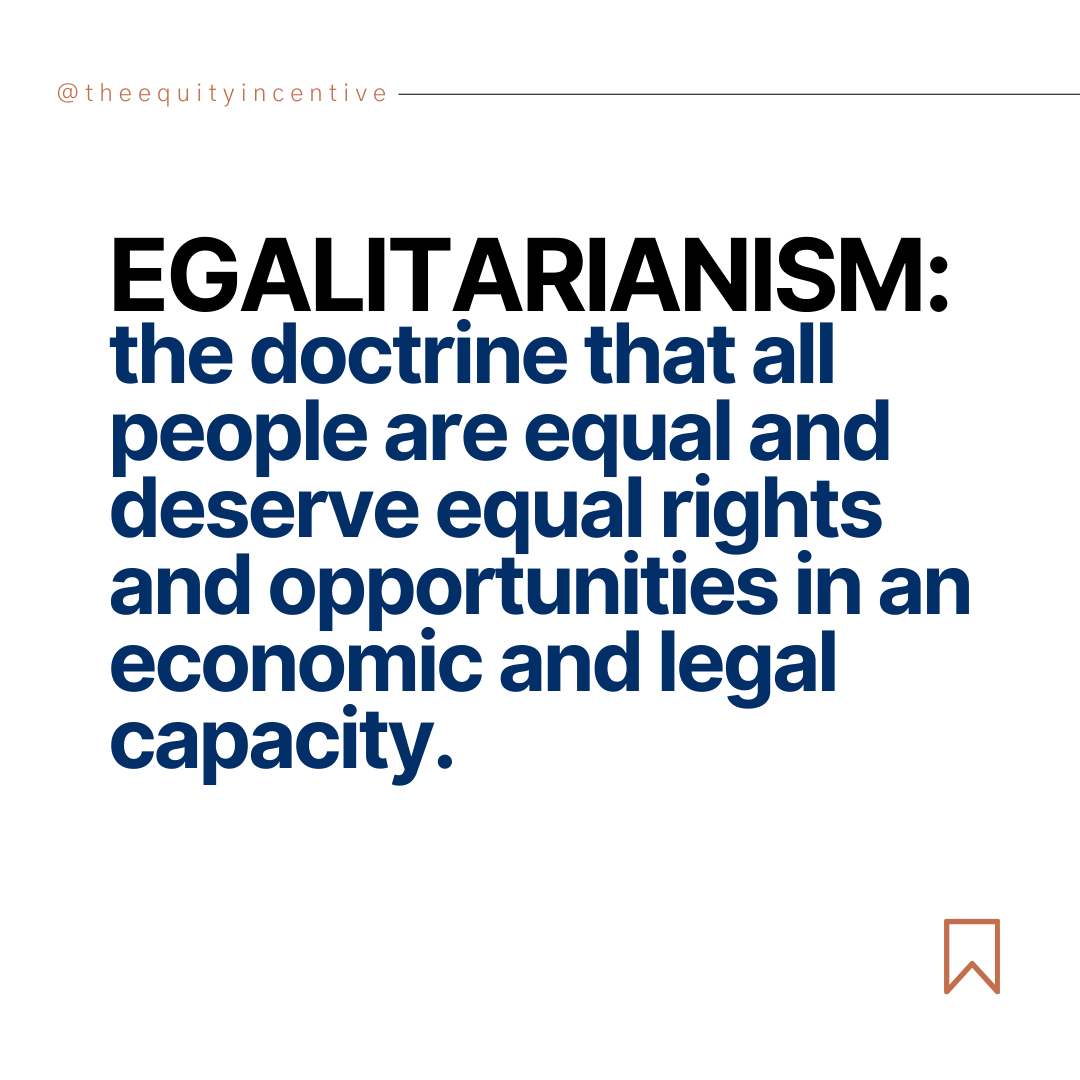 @theequityincentive
EGALITARIANISM:
the doctrine that all
people are equal and
deserve equal rights
and opportunities in an
economic and legal
capacity.